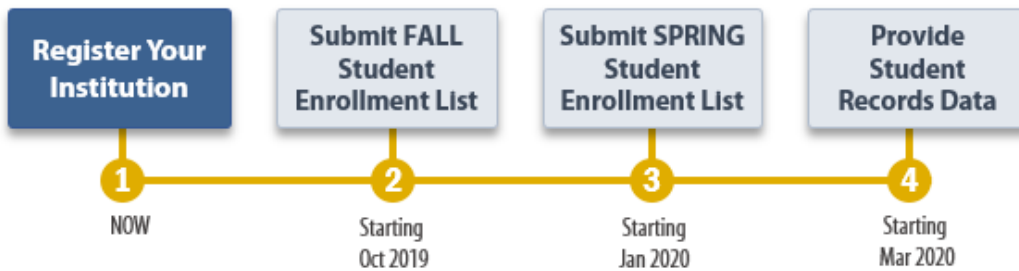 Register Your
Institution
Submit FALL
Student
Enrollment List
Submit SPRING
Student
Enrollment List
Provide
Student
Records Data
1
2
3
4
NOW
Starting
Oct 2019
Starting
Jan 2020
Starting
Mar 2020